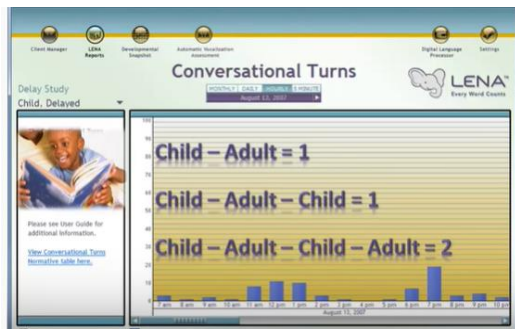 Client Manager
LENA Reports
Developmental Snapshot
Automatic Vocalization Assessment
Digital Language Processor
Settings
Conversational Turns
LENA™
Every Word Counts
Delay Study
Child, Delayed
MONTHLY DAILY HOURLY 5 MINUTE
August 13, 2007
100
90
80
70
60
50
40
30
20
10
0
Child – Adult = 1
Child – Adult – Child = 1
Child – Adult – Child – Adult = 2
Please see User Guide for
additional information.
View Conversational Turns
Normative table here.
7 am 8 am 9 am 10 am 11 am 12 pm 1 pm 2 pm 3 pm 4 pm 5 pm 6 pm 7 pm 8 pm 9 pm 10 pm
August 13, 2007